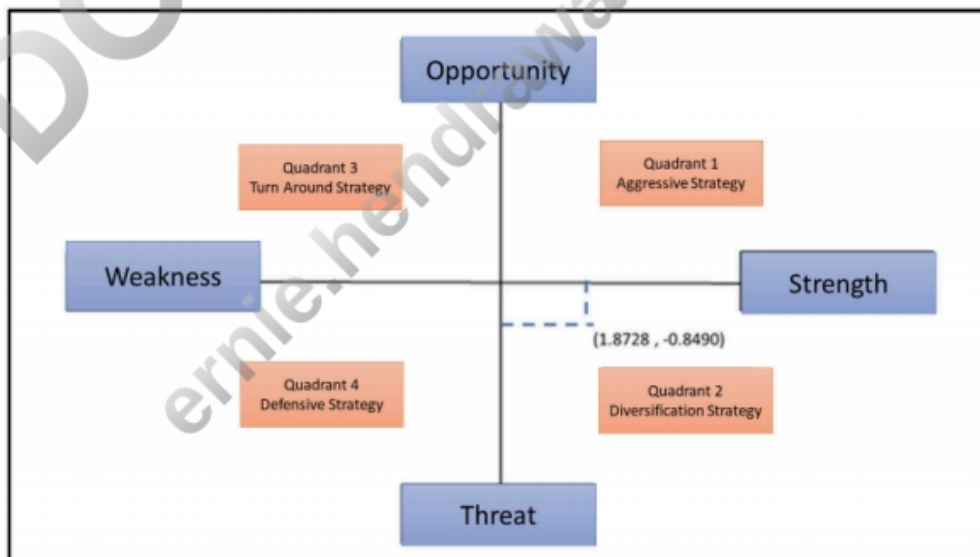 Opportunity
Quadrant 3
Turn Around Strategy
Quadrant 1
Aggressive Strategy
Weakness
Strength
(1.8728 , -0.8490)
Quadrant 4
Defensive Strategy
Quadrant 2
Diversification Strategy
Threat
ernie.hendrawa
DO